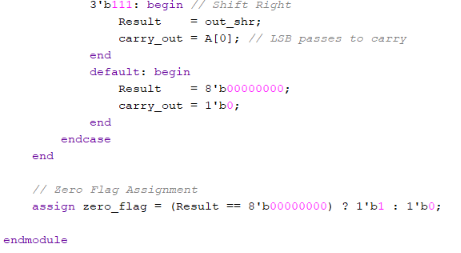 3'b111: begin // Shift Right
Result = out_shr;
carry_out = A[0]; // LSB passes to carry
end
default: begin
Result = 8'b00000000;
carry_out = 1'b0;
end
endcase
end
// Zero Flag Assignment
assign zero_flag = (Result == 8'b00000000) ? 1'b1 : 1'b0;
endmodule